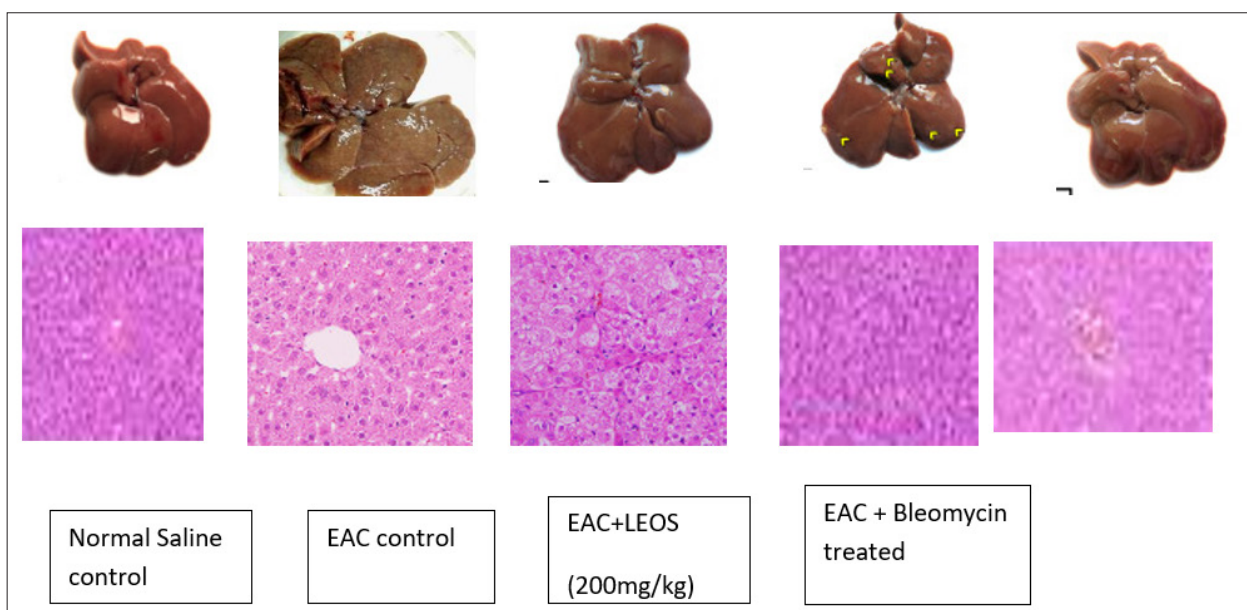 Normal Saline
control
EAC control
EAC+LEOS
(200mg/kg)
EAC + Bleomycin
treated